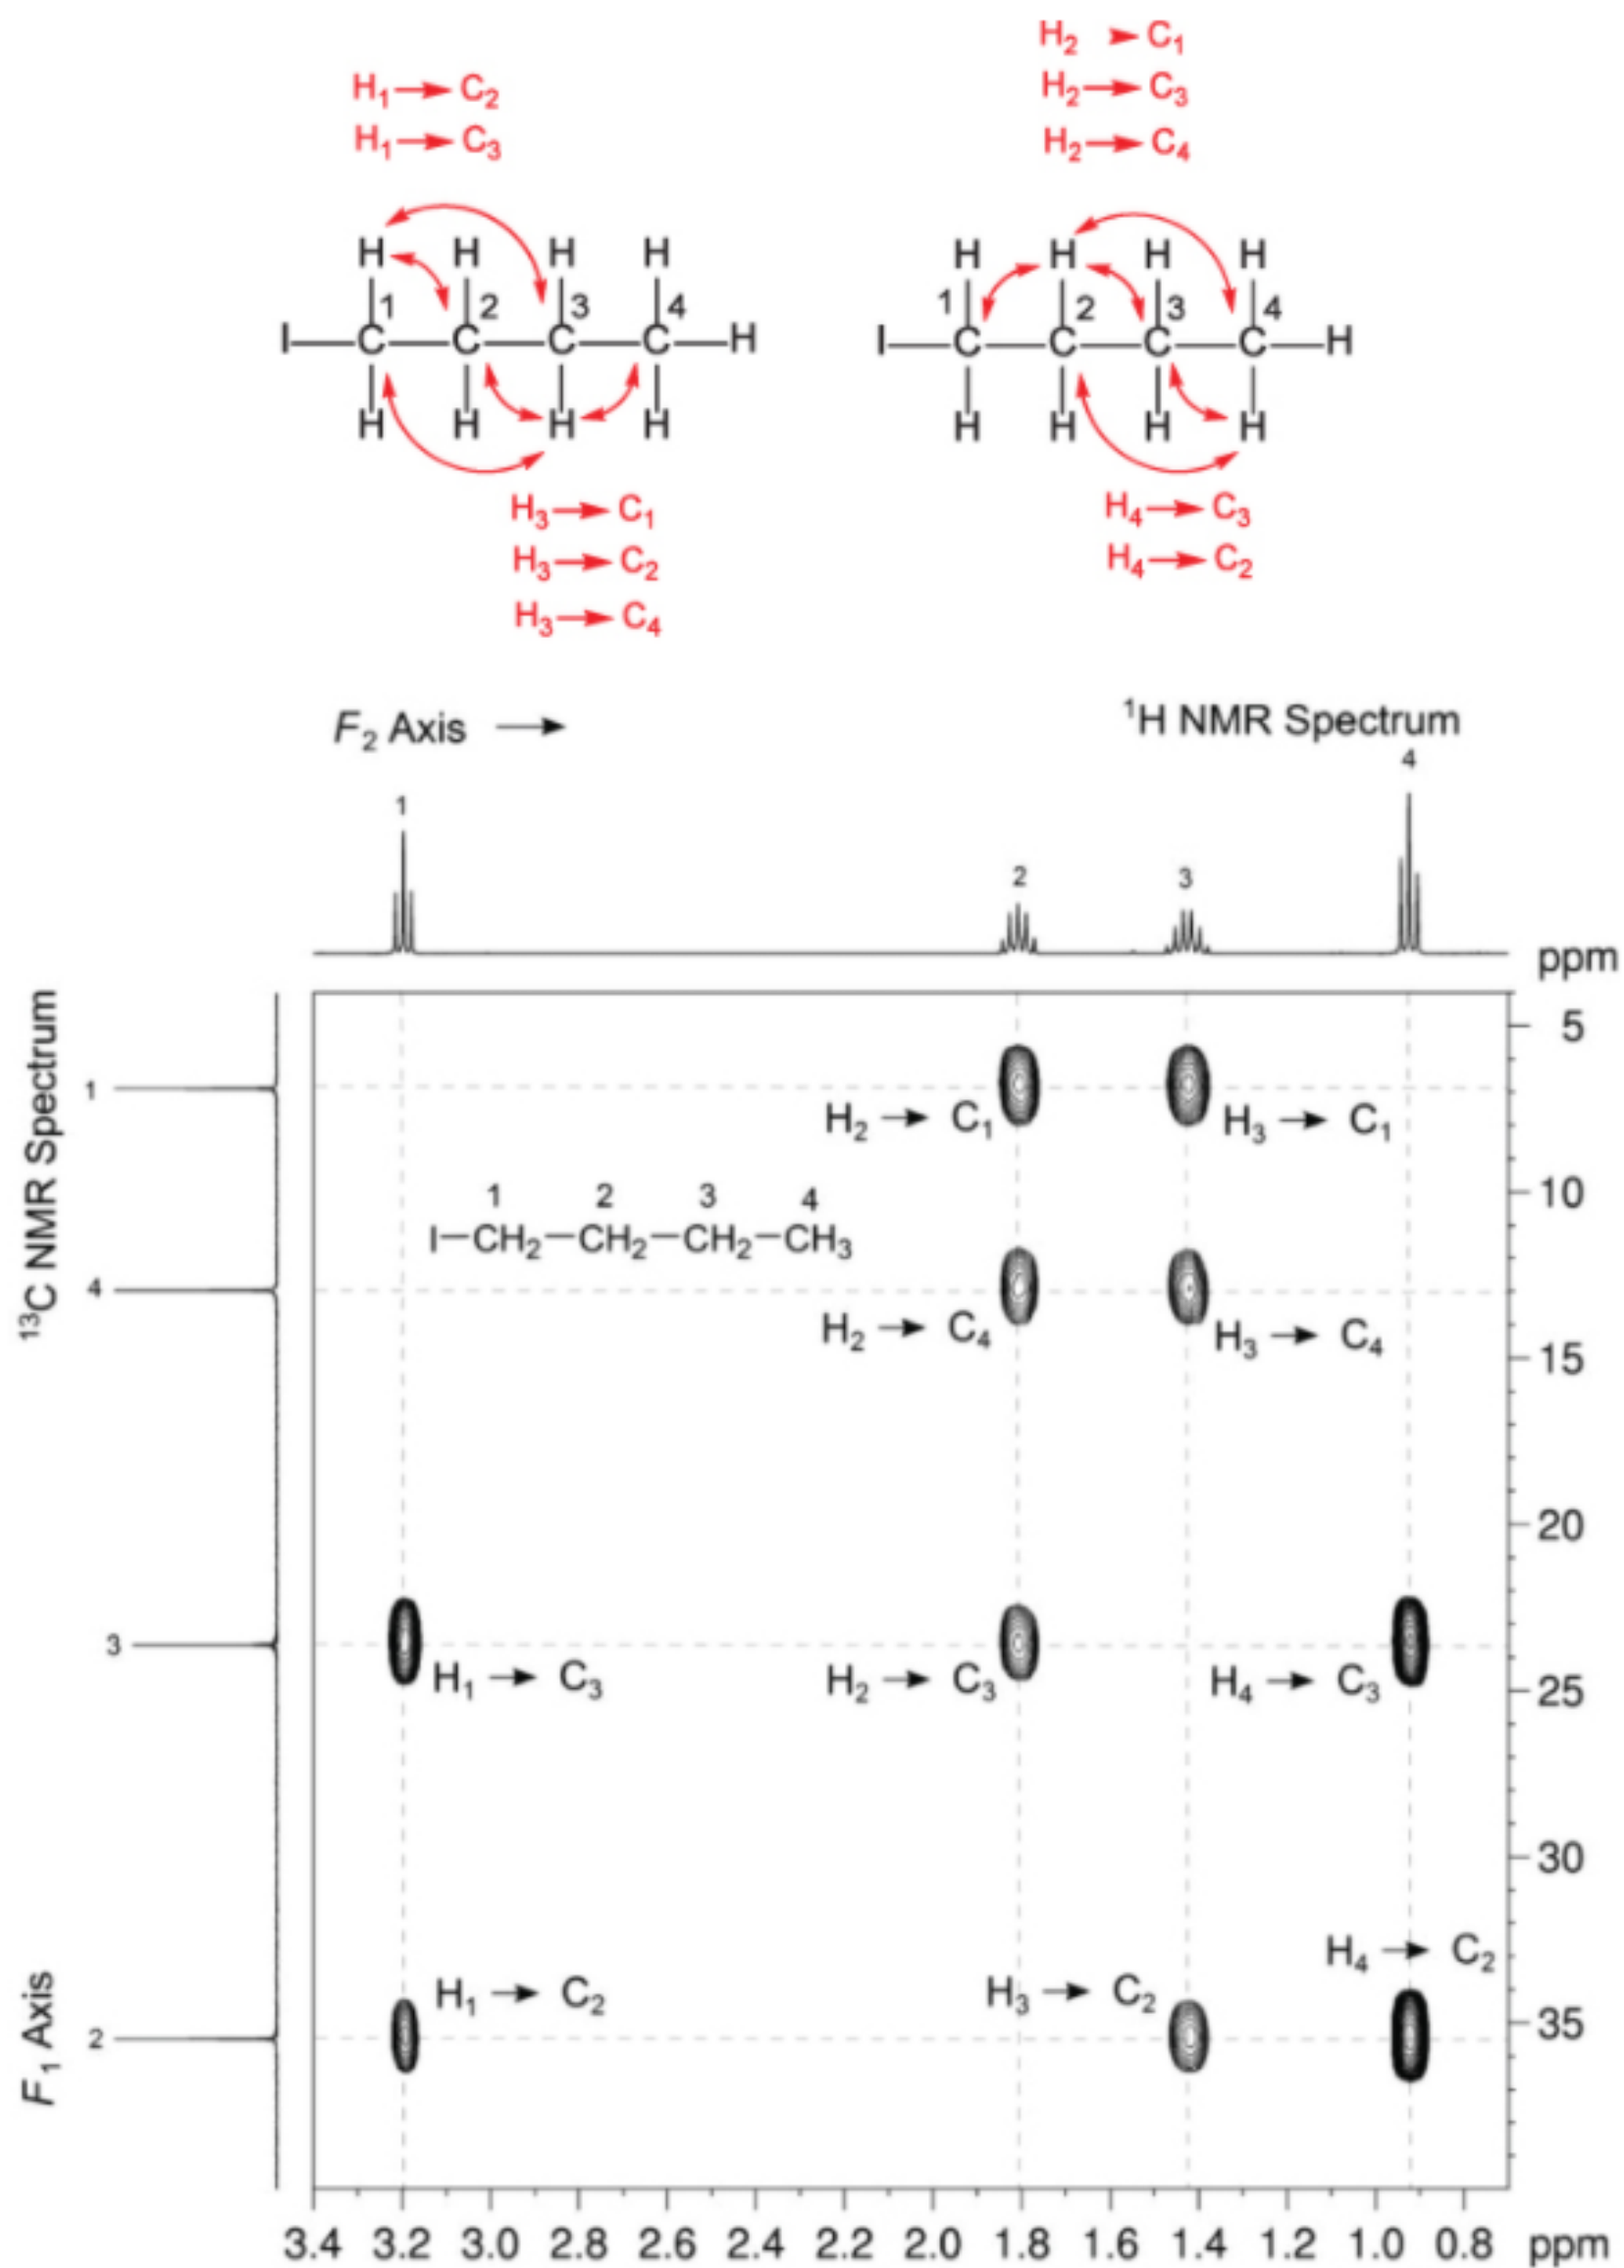 H₂ ➤ C₁
H₁ → C₂
H₂ → C₃
H₁ → C₃
H₂ → C₄
H H H H
1 2 3 4
I—C—C—C—C—H
H H H H
H H H H
1 2 3 4
I—C—C—C—C—H
H H H H
H₃ → C₁
H₃ → C₂
H₃ → C₄
H₄ → C₃
H₄ → C₂
F₂ Axis →
¹H NMR Spectrum
1 2 3 4
ppm
¹³C NMR Spectrum
F₁ Axis
1
4
3
2
H₂ → C₁
H₃ → C₁
1 2 3 4
I—CH₂—CH₂—CH₂—CH₃
H₂ → C₄
H₃ → C₄
H₁ → C₃
H₂ → C₃
H₄ → C₃
H₄ → C₂
H₁ → C₂
H₃ → C₂
5
10
15
20
25
30
35
3.4 3.2 3.0 2.8 2.6 2.4 2.2 2.0 1.8 1.6 1.4 1.2 1.0 0.8 ppm